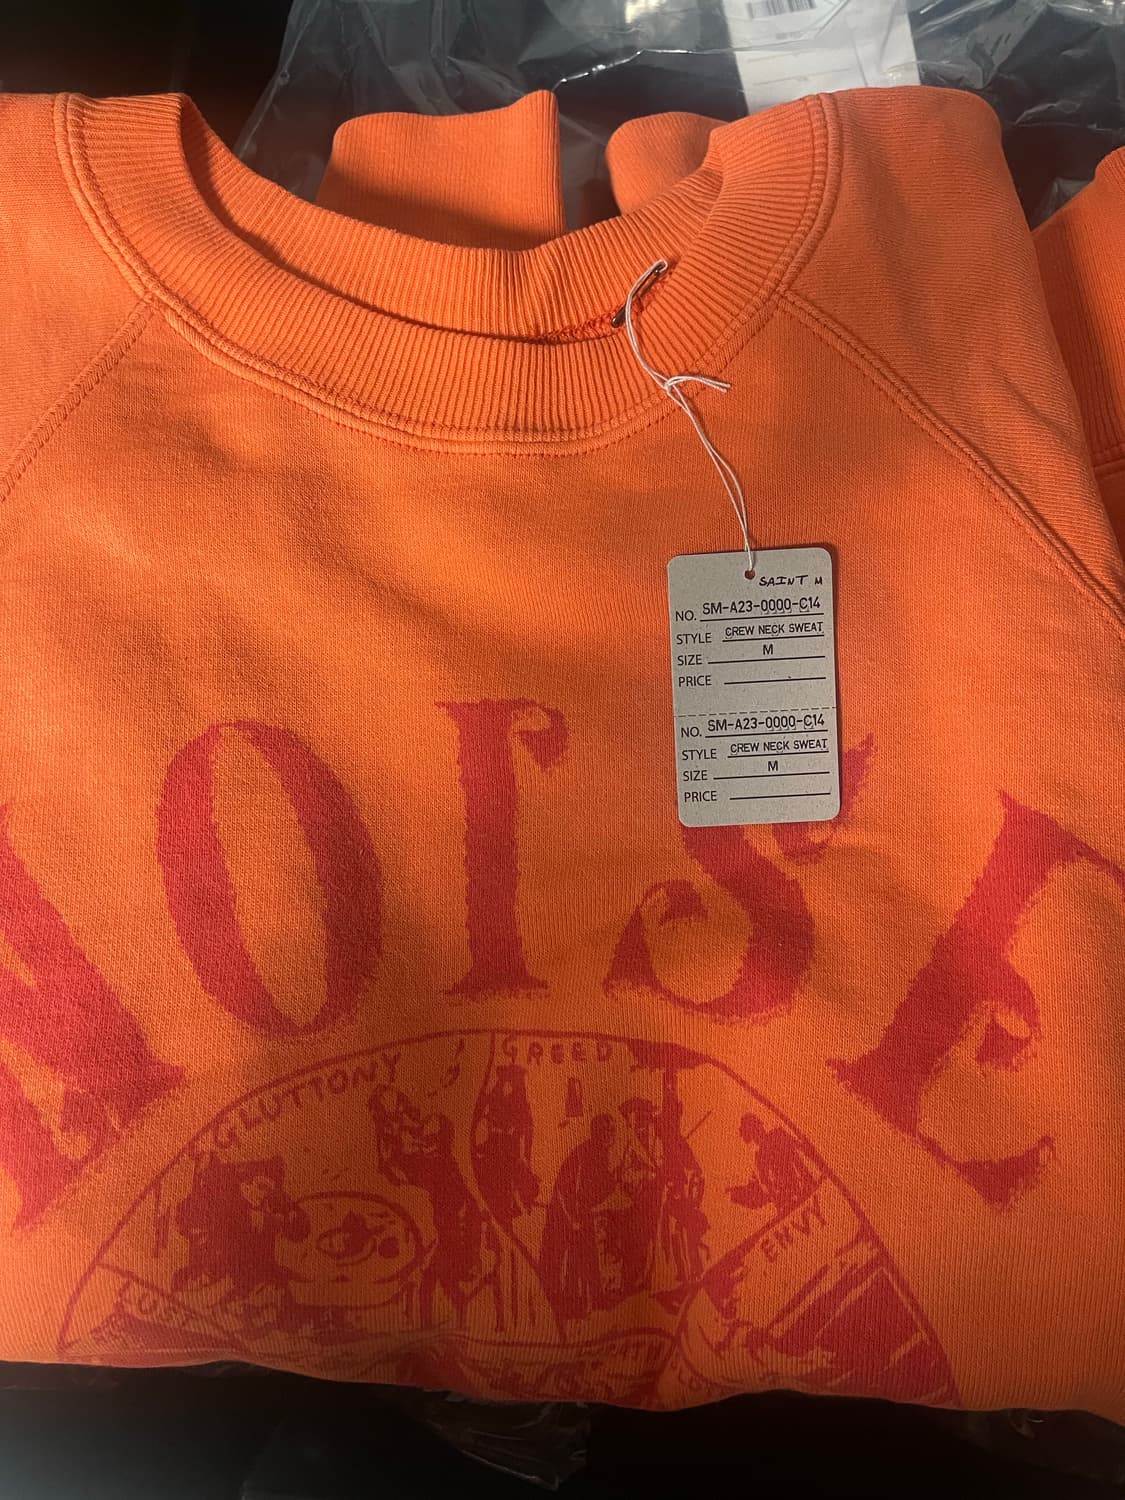 SAINT M
NO. SM-A23-0000-C14
STYLE CREW NECK SWEAT
SIZE M
PRICE
NO. SM-A23-0000-C14
STYLE CREW NECK SWEAT
SIZE M
PRICE
NOISE
GLUTTONY
GREED
ENVY
LUST